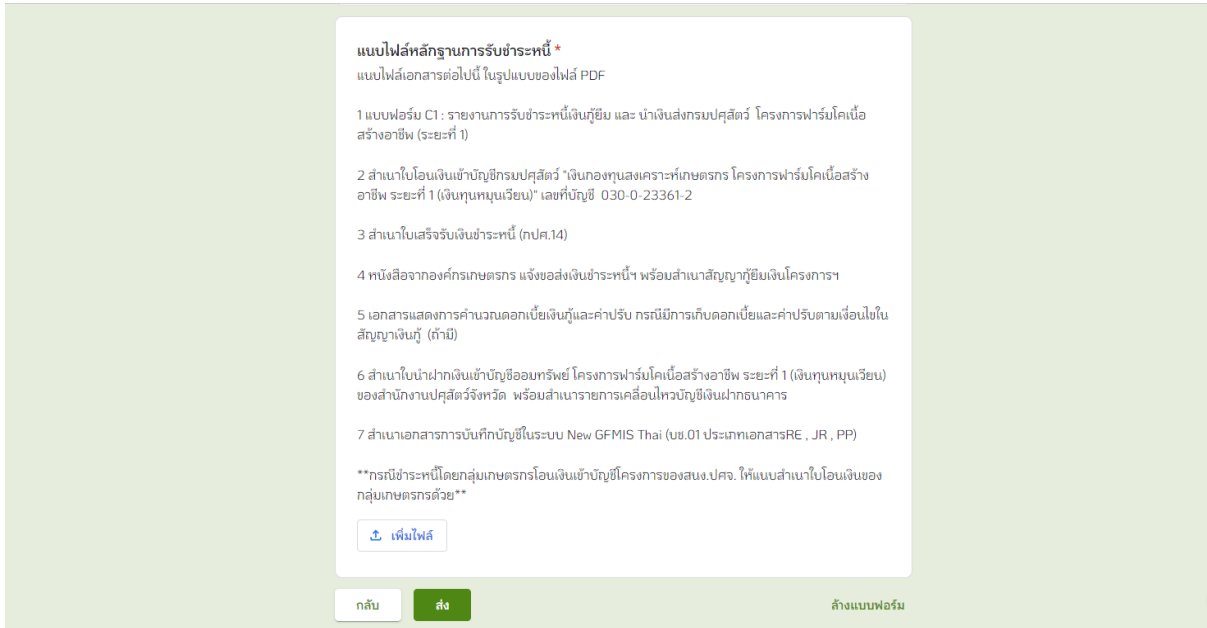 แนบไฟล์หลักฐานการรับชำระหนี้ *
แนบไฟล์เอกสารต่อไปนี้ ในรูปแบบของไฟล์ PDF
1 แบบฟอร์ม C1 : รายงานการรับชำระหนี้เงินกู้ยืม และ นำเงินส่งกรมปศุสัตว์ โครงการฟาร์มโคเนื้อ
สร้างอาชีพ (ระยะที่ 1)
2 สำเนาใบโอนเงินเข้าบัญชีกรมปศุสัตว์ "เงินกองทุนสงเคราะห์เกษตรกร โครงการฟาร์มโคเนื้อสร้าง
อาชีพ ระยะที่ 1 (เงินทุนหมุนเวียน)" เลขที่บัญชี 030-0-23361-2
3 สำเนาใบเสร็จรับเงินชำระหนี้ (กปศ.14)
4 หนังสือจากองค์กรเกษตรกร แจ้งขอส่งเงินชำระหนี้ฯ พร้อมสำเนาสัญญากู้ยืมเงินโครงการฯ
5 เอกสารแสดงการคำนวณดอกเบี้ยเงินกู้และค่าปรับ กรณีมีการเก็บดอกเบี้ยและค่าปรับตามเงื่อนไขใน
สัญญาเงินกู้ (ถ้ามี)
6 สำเนาใบนำฝากเงินเข้าบัญชีออมทรัพย์ โครงการฟาร์มโคเนื้อสร้างอาชีพ ระยะที่ 1 (เงินทุนหมุนเวียน)
ของสำนักงานปศุสัตว์จังหวัด พร้อมสำเนารายการเคลื่อนไหวบัญชีเงินฝากธนาคาร
7 สำเนาเอกสารการบันทึกบัญชีในระบบ New GFMIS Thai (บช.01 ประเภทเอกสารRE , JR , PP)
**กรณีชำระหนี้โดยกลุ่มเกษตรกรโอนเงินเข้าบัญชีโครงการของสนง.ปศจ. ให้แนบสำเนาใบโอนเงินของ
กลุ่มเกษตรกรด้วย**
เพิ่มไฟล์
กลับ
ส่ง
ล้างแบบฟอร์ม